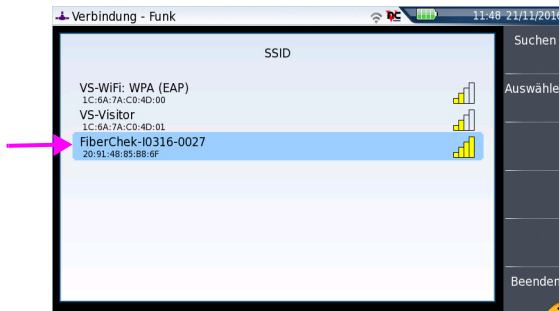 Verbindung - Funk
11:48 21/11/2016
SSID
Suchen
VS-WiFi: WPA (EAP)
1C:6A:7A:C0:4D:00
Auswähle
VS-Visitor
1C:6A:7A:C0:4D:01
FiberChek-I0316-0027
20:91:48:85:B8:6F
Beenden